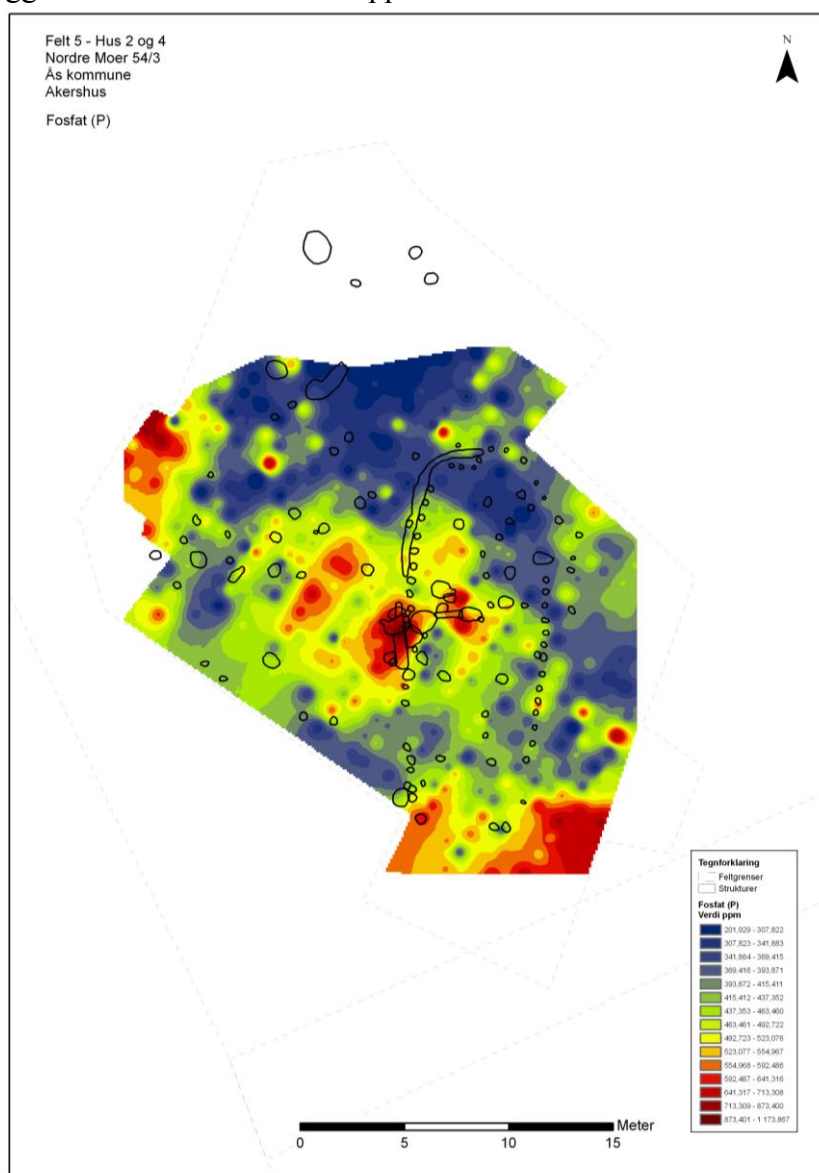 Felt 5 - Hus 2 og 4
Nordre Moer 54/3
Ås kommune
Akershus
Fosfat (P)
N
Tegnforklaring
Feltgrenser
Strukturer
Fosfat (P)
Verdi ppm
201,929 - 307,822
307,823 - 341,883
341,884 - 369,415
369,416 - 393,871
393,872 - 415,411
415,412 - 437,352
437,353 - 463,460
463,461 - 492,722
492,723 - 523,076
523,077 - 554,967
554,968 - 592,486
592,487 - 641,316
641,317 - 713,308
713,309 - 873,400
873,401 - 1 173,867
Meter
0 5 10 15